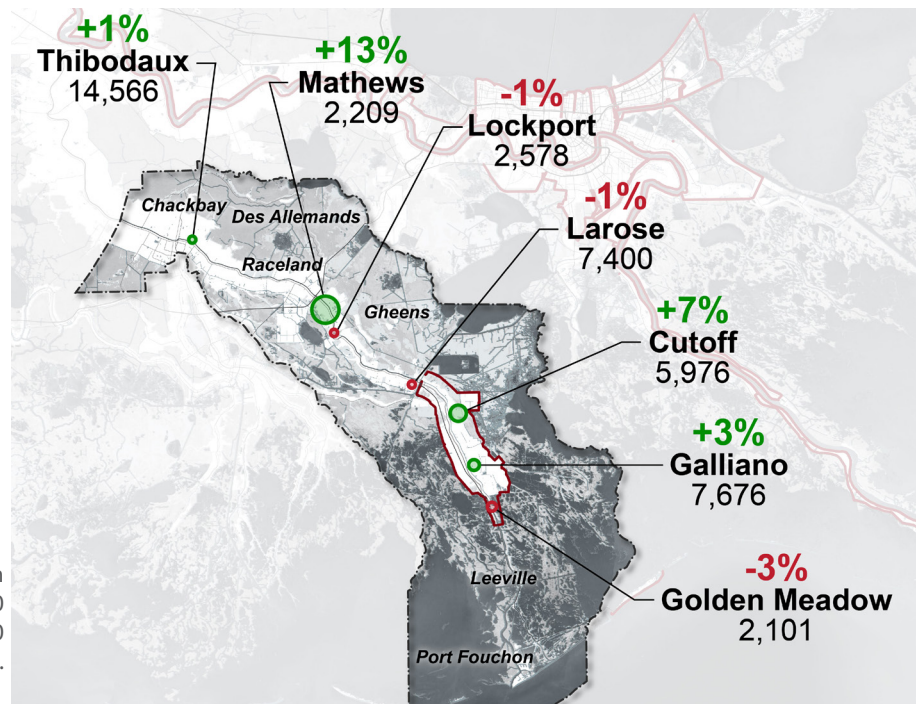 +1%
Thibodaux
14,566
+13%
Mathews
2,209
-1%
Lockport
2,578
-1%
Larose
7,400
+7%
Cutoff
5,976
+3%
Galliano
7,676
-3%
Golden Meadow
2,101
Chackbay
Des Allemands
Raceland
Gheens
Leeville
Port Fouchon